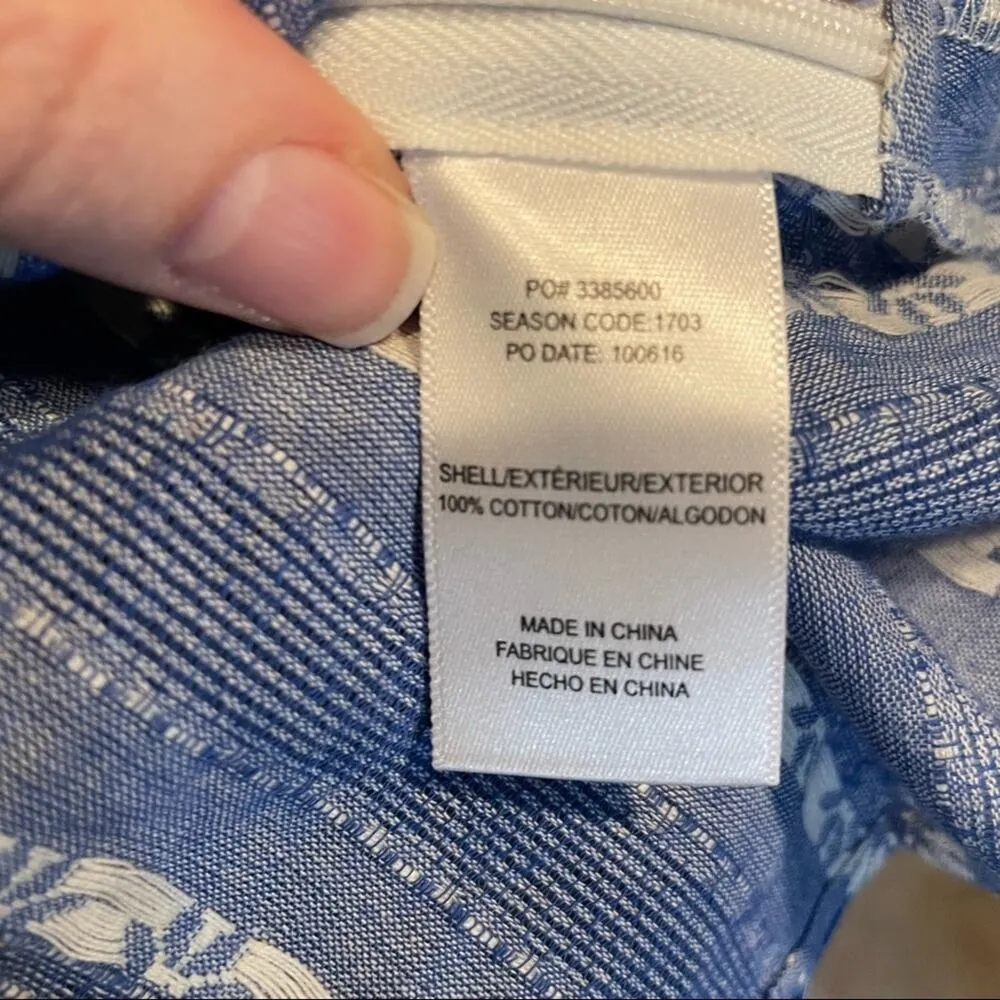 PO# 3385600
SEASON CODE:1703
PO DATE: 100616
SHELL/EXTÉRIEUR/EXTERIOR
100% COTTON/COTON/ALGODON
MADE IN CHINA
FABRIQUE EN CHINE
HECHO EN CHINA